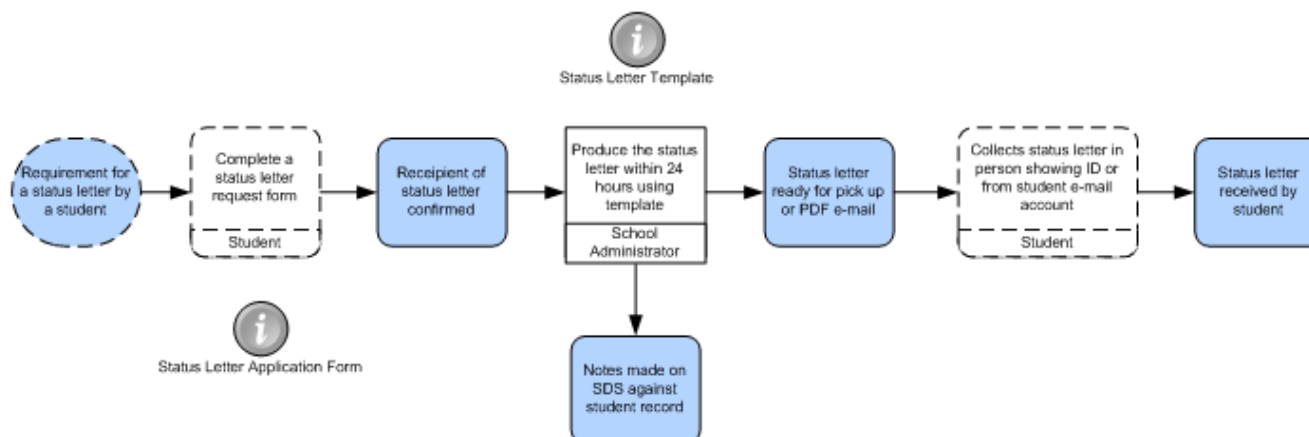 Status Letter Template
Requirement for
a status letter by
a student
Complete a
status letter
request form
Student
Receipient of
status letter
confirmed
Produce the status
letter within 24
hours using
template
School
Administrator
Status letter
ready for pick up
or PDF e-mail
Collects status letter in
person showing ID or
from student e-mail
account
Student
Status letter
received by
student
Status Letter Application Form
Notes made on
SDS against
student record